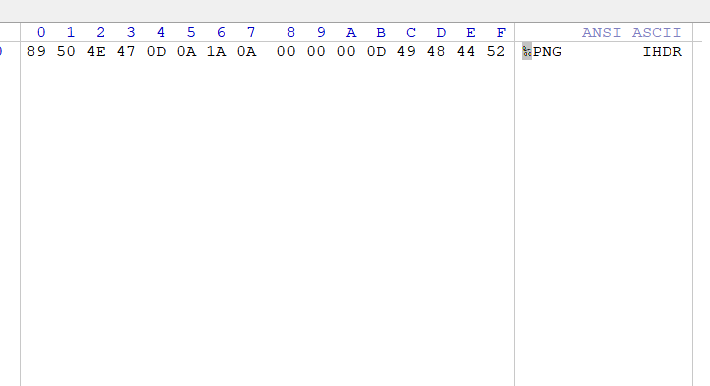 0 1 2 3 4 5 6 7 8 9 A B C D E F ANSI ASCII
89 50 4E 47 0D 0A 1A 0A 00 00 00 0D 49 48 44 52 ‰PNG IHDR